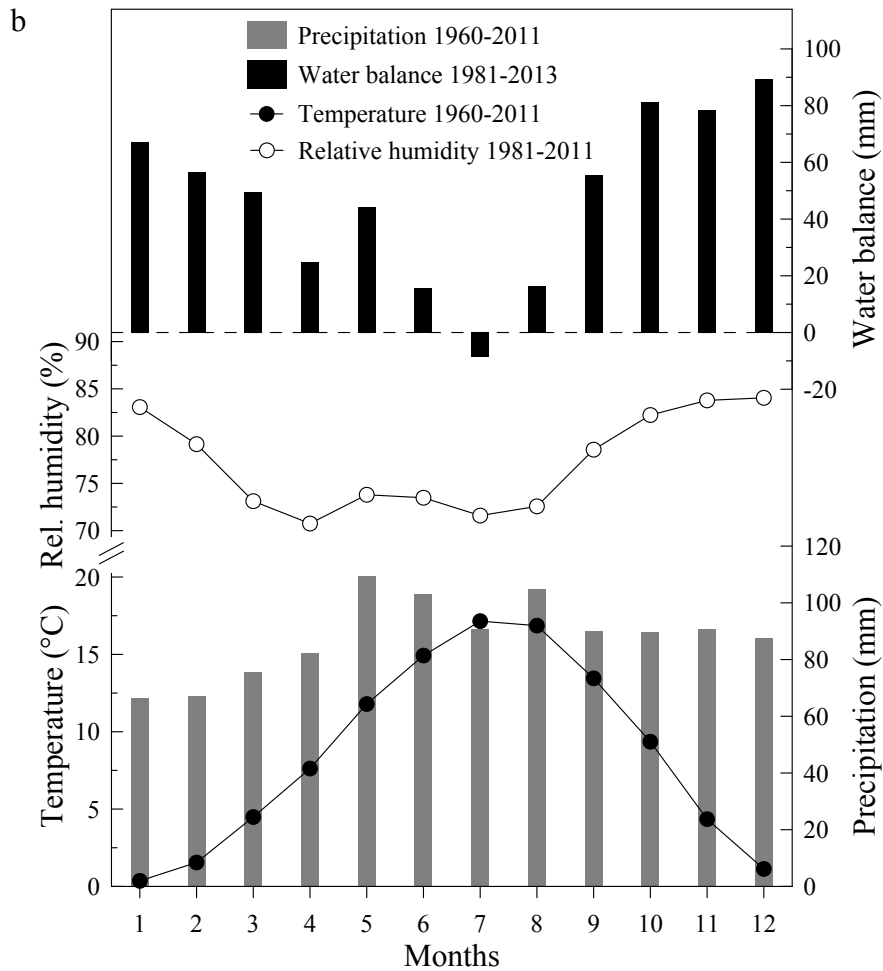 b
Precipitation 1960-2011
Water balance 1981-2013
Temperature 1960-2011
Relative humidity 1981-2011
100
80
60
40
20
0
-20
Water balance (mm)
90
85
80
75
70
Rel. humidity (%)
20
15
10
5
0
Temperature (°C)
120
100
80
60
40
20
0
Precipitation (mm)
1 2 3 4 5 6 7 8 9 10 11 12
Months